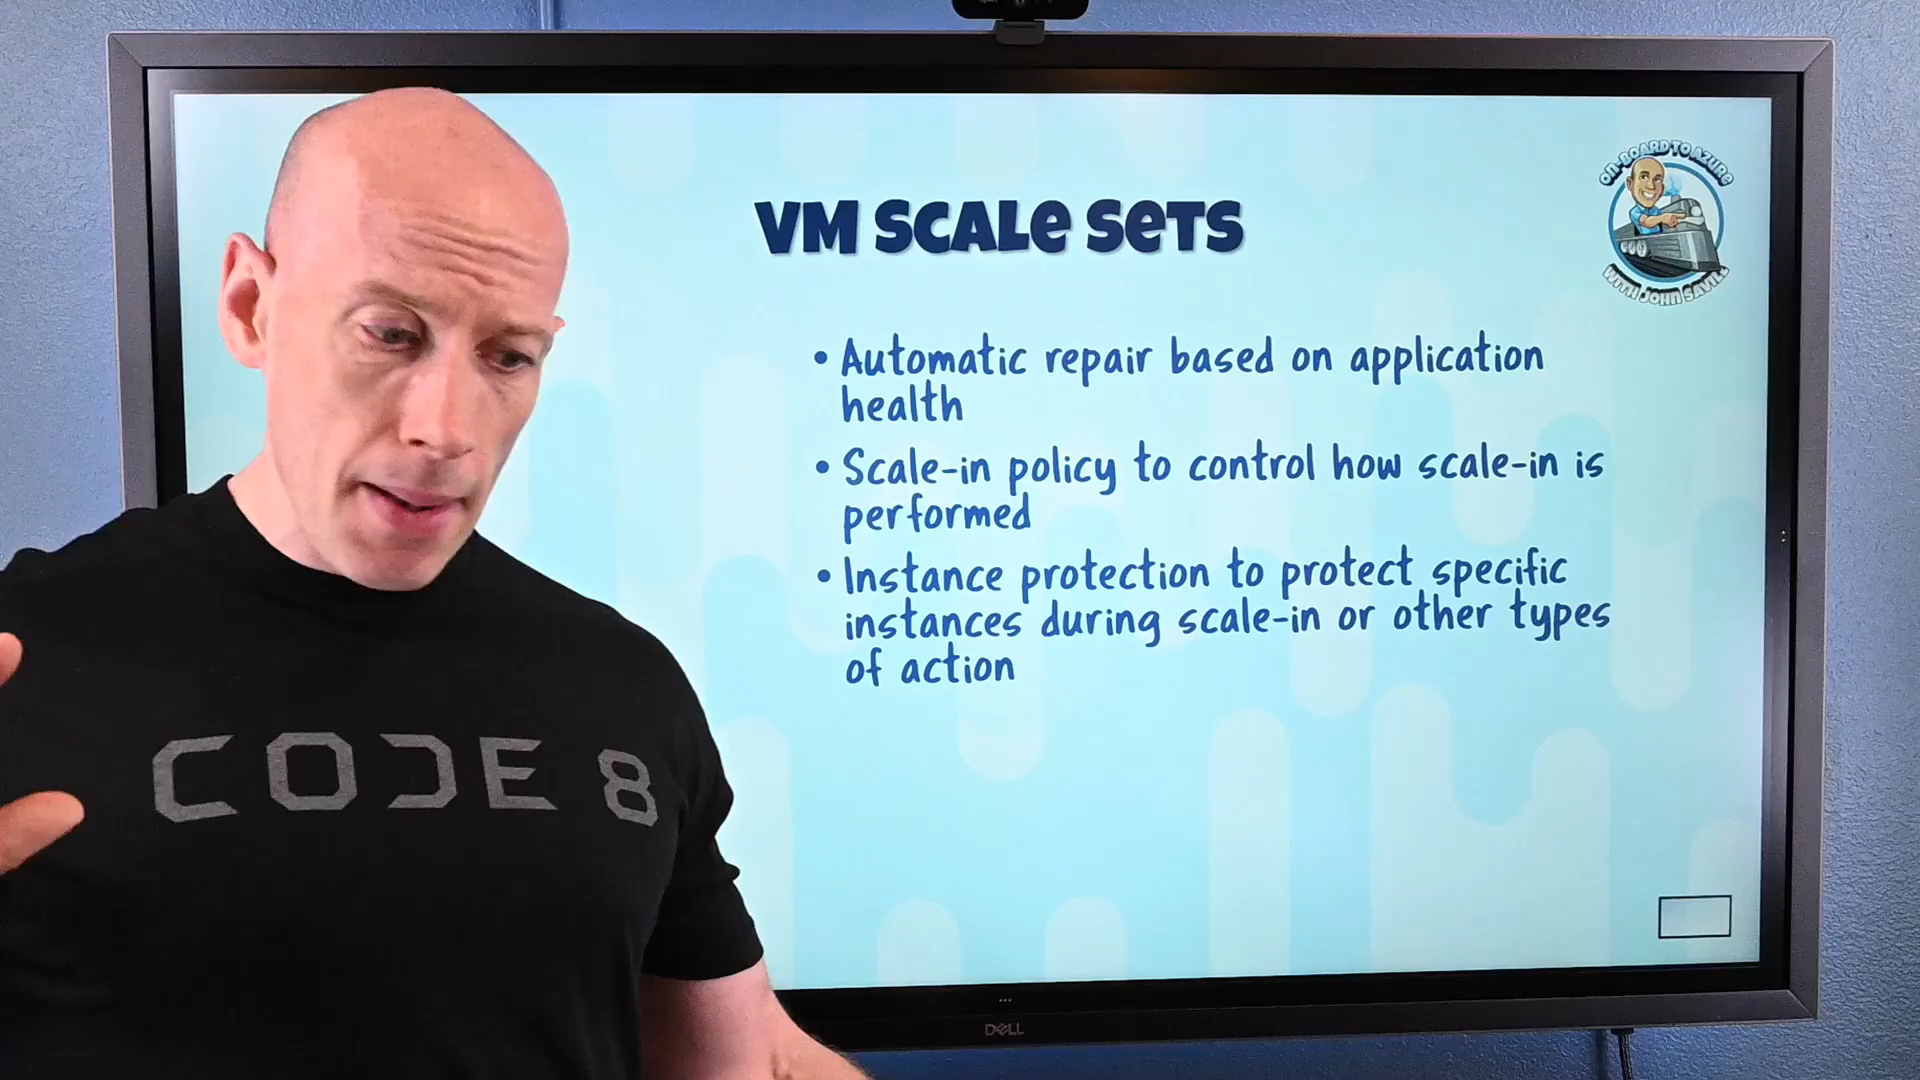 ON-BOARD TO AZURE
WITH JOHN SAVILL
VM SCALE SETS
• Automatic repair based on application
health
• Scale-in policy to control how scale-in is
performed
• Instance protection to protect specific
instances during scale-in or other types
of action
CODE 8
DELL